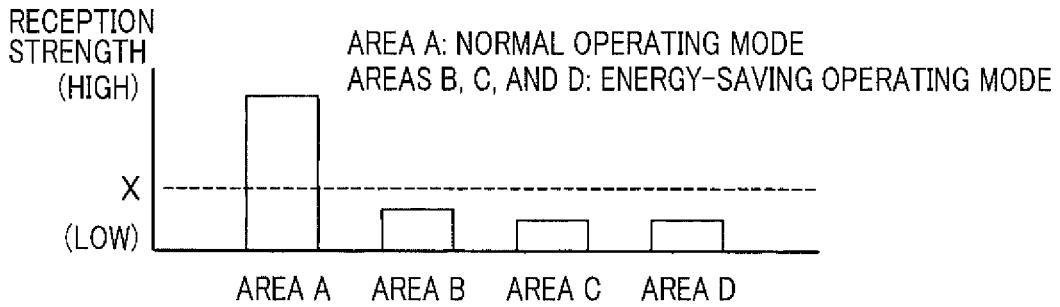 RECEPTION
STRENGTH
(HIGH)
AREA A: NORMAL OPERATING MODE
AREAS B, C, AND D: ENERGY-SAVING OPERATING MODE
X
(LOW)
AREA A AREA B AREA C AREA D